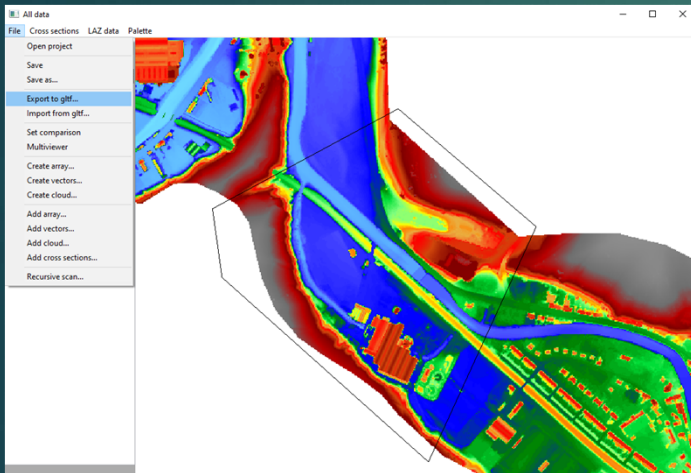 All data
File Cross sections LAZ data Palette
Open project
Save
Save as...
Export to gltf...
Import from gltf...
Set comparison
Multiviewer
Create array...
Create vectors...
Create cloud...
Add array...
Add vectors...
Add cloud...
Add cross sections...
Recursive scan...